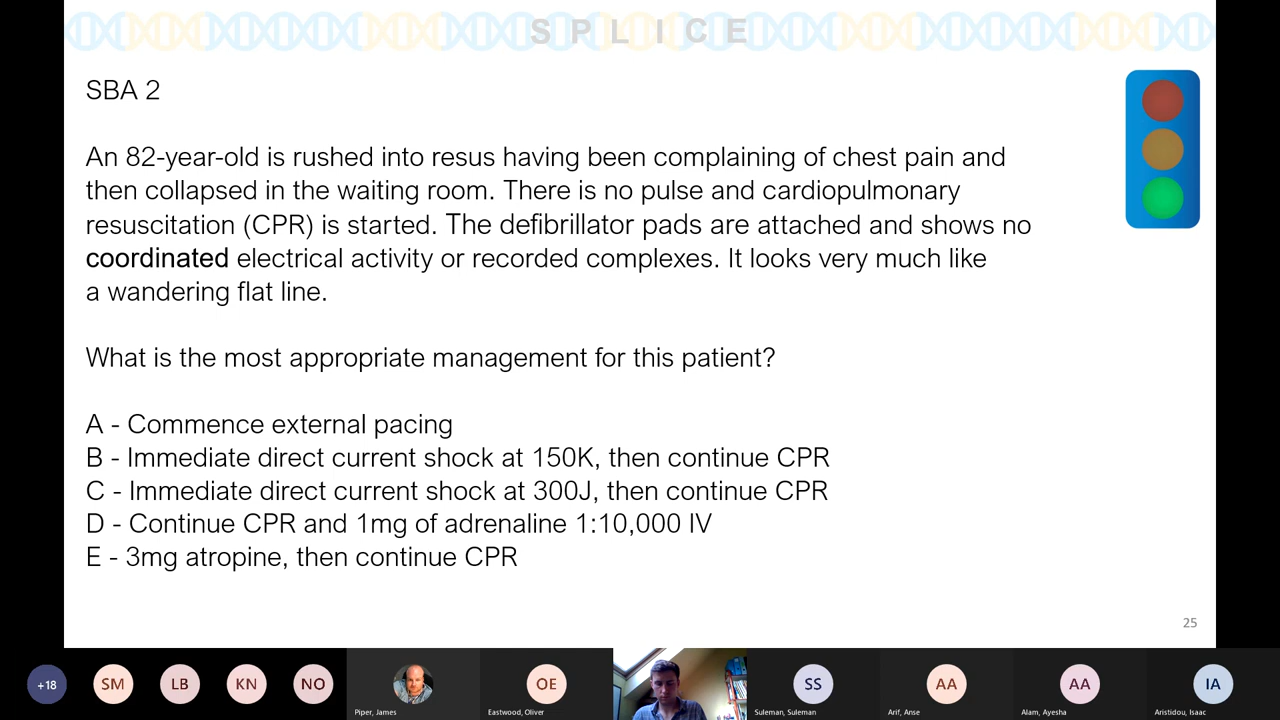 SPLICE
SBA 2
An 82-year-old is rushed into resus having been complaining of chest pain and
then collapsed in the waiting room. There is no pulse and cardiopulmonary
resuscitation (CPR) is started. The defibrillator pads are attached and shows no
coordinated electrical activity or recorded complexes. It looks very much like
a wandering flat line.
What is the most appropriate management for this patient?
A - Commence external pacing
B - Immediate direct current shock at 150K, then continue CPR
C - Immediate direct current shock at 300J, then continue CPR
D - Continue CPR and 1mg of adrenaline 1:10,000 IV
E - 3mg atropine, then continue CPR
25
+18 SM LB KN NO OE SS AA AA IA
Piper, James Eastwood, Oliver Suleman, Suleman Arif, Anse Alam, Ayesha Aristidou, Isaac